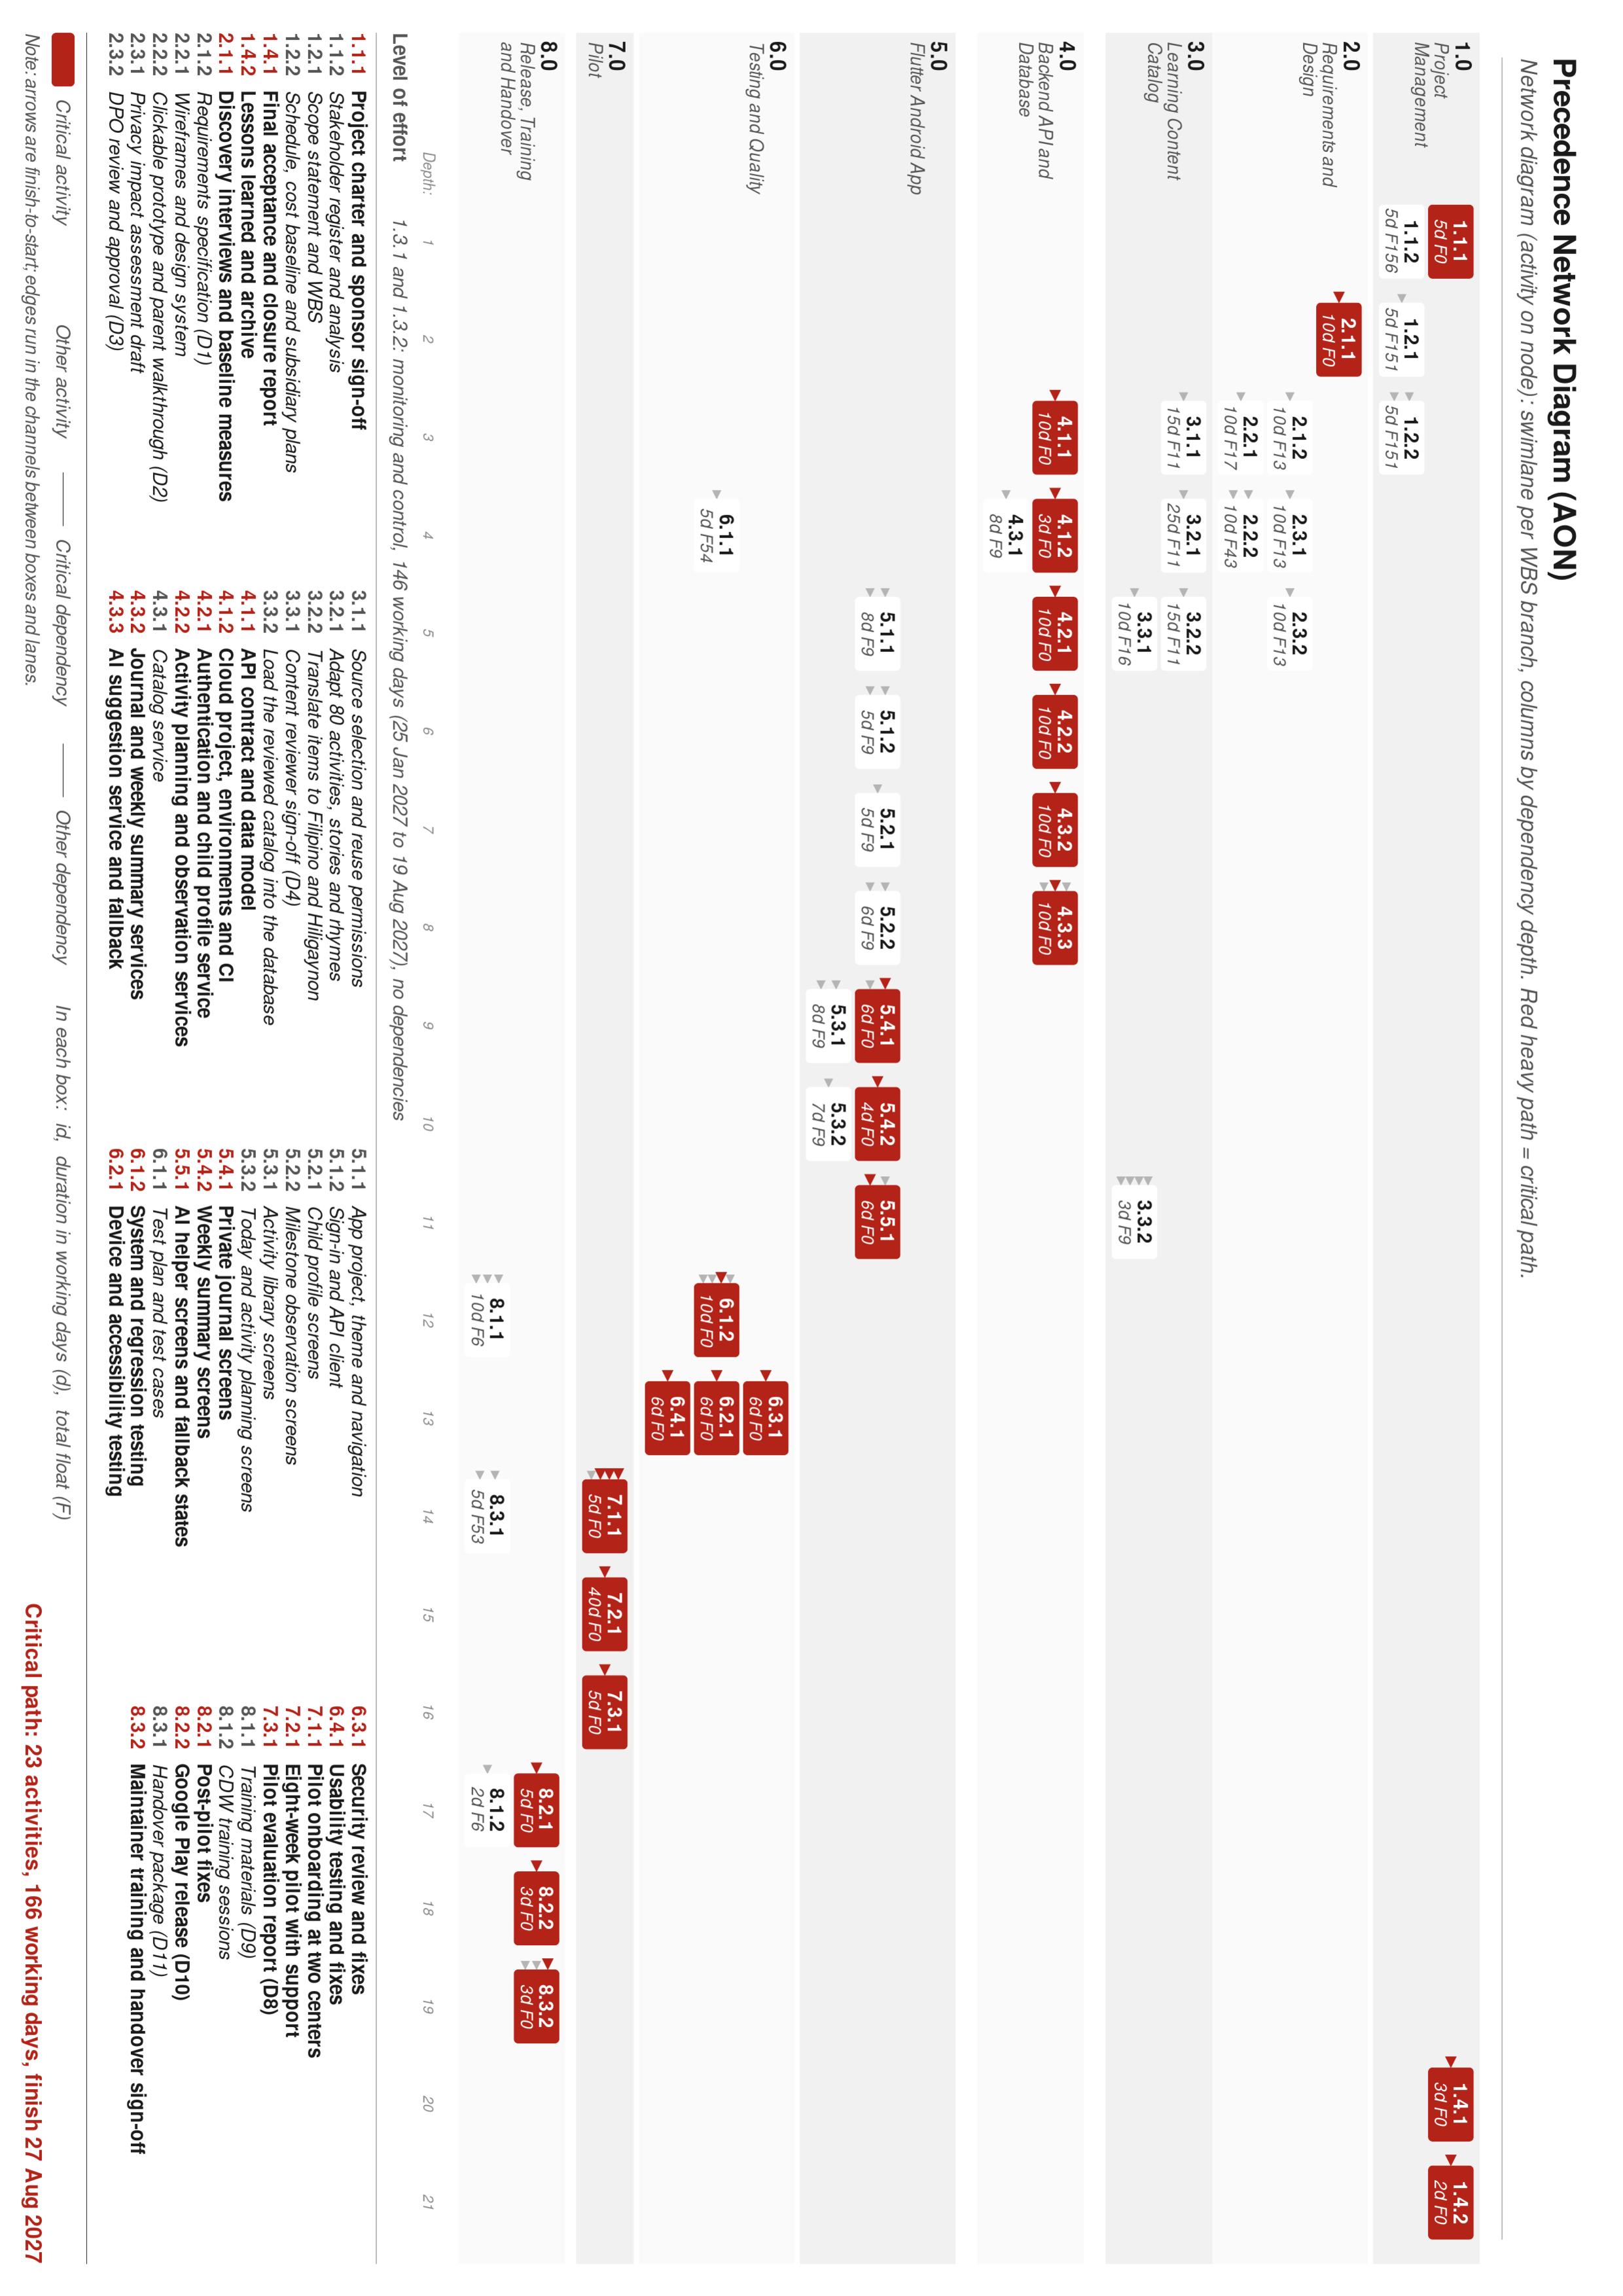 Precedence Network Diagram (AON)
Network diagram (activity on node): swimlane per WBS branch, columns by dependency depth. Red heavy path = critical path.
1.0
Project
Management
1.1.1
5d F0
1.1.2
5d F156
1.2.1
5d F151
1.2.2
5d F151
1.4.1
3d F0
1.4.2
2d F0
2.0
Requirements and
Design
2.1.1
10d F0
2.1.2
10d F13
2.2.1
10d F17
2.3.1
10d F13
2.2.2
10d F43
2.3.2
10d F13
3.0
Learning Content
Catalog
3.1.1
15d F11
3.2.1
25d F11
3.2.2
15d F11
3.3.1
10d F16
3.3.2
3d F9
4.0
Backend API and
Database
4.1.1
10d F0
4.1.2
3d F0
4.3.1
8d F9
4.2.1
10d F0
4.2.2
10d F0
4.3.2
10d F0
4.3.3
10d F0
5.0
Flutter Android App
5.1.1
8d F9
5.1.2
5d F9
5.2.1
5d F9
5.2.2
6d F9
5.4.1
6d F0
5.3.1
8d F9
5.4.2
4d F0
5.3.2
7d F9
5.5.1
6d F0
6.0
Testing and Quality
6.1.1
5d F54
6.1.2
10d F0
6.3.1
6d F0
6.2.1
6d F0
6.4.1
6d F0
7.0
Pilot
7.1.1
5d F0
7.2.1
40d F0
7.3.1
5d F0
8.0
Release, Training
and Handover
8.1.1
10d F6
8.3.1
5d F53
8.2.1
5d F0
8.1.2
2d F6
8.2.2
3d F0
8.3.2
3d F0
Depth: 1 2 3 4 5 6 7 8 9 10 11 12 13 14 15 16 17 18 19 20 21
Level of effort 1.3.1 and 1.3.2: monitoring and control, 146 working days (25 Jan 2027 to 19 Aug 2027), no dependencies
1.1.1 Project charter and sponsor sign-off
1.1.2 Stakeholder register and analysis
1.2.1 Scope statement and WBS
1.2.2 Schedule, cost baseline and subsidiary plans
1.4.1 Final acceptance and closure report
1.4.2 Lessons learned and archive
2.1.1 Discovery interviews and baseline measures
2.1.2 Requirements specification (D1)
2.2.1 Wireframes and design system
2.2.2 Clickable prototype and parent walkthrough (D2)
2.3.1 Privacy impact assessment draft
2.3.2 DPO review and approval (D3)
3.1.1 Source selection and reuse permissions
3.2.1 Adapt 80 activities, stories and rhymes
3.2.2 Translate items to Filipino and Hiligaynon
3.3.1 Content reviewer sign-off (D4)
3.3.2 Load the reviewed catalog into the database
4.1.1 API contract and data model
4.1.2 Cloud project, environments and CI
4.2.1 Authentication and child profile service
4.2.2 Activity planning and observation services
4.3.1 Catalog service
4.3.2 Journal and weekly summary services
4.3.3 AI suggestion service and fallback
5.1.1 App project, theme and navigation
5.1.2 Sign-in and API client
5.2.1 Child profile screens
5.2.2 Milestone observation screens
5.3.1 Activity library screens
5.3.2 Today and activity planning screens
5.4.1 Private journal screens
5.4.2 Weekly summary screens
5.5.1 AI helper screens and fallback states
6.1.1 Test plan and test cases
6.1.2 System and regression testing
6.2.1 Device and accessibility testing
6.3.1 Security review and fixes
6.4.1 Usability testing and fixes
7.1.1 Pilot onboarding at two centers
7.2.1 Eight-week pilot with support
7.3.1 Pilot evaluation report (D8)
8.1.1 Training materials (D9)
8.1.2 CDW training sessions
8.2.1 Post-pilot fixes
8.2.2 Google Play release (D10)
8.3.1 Handover package (D11)
8.3.2 Maintainer training and handover sign-off
Critical activity Other activity Critical dependency Other dependency In each box: id, duration in working days (d), total float (F)
Note: arrows are finish-to-start; edges run in the channels between boxes and lanes.
Critical path: 23 activities, 166 working days, finish 27 Aug 2027